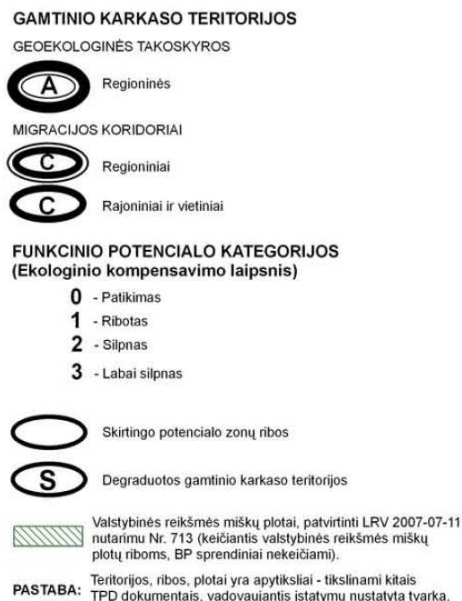 GAMTINIO KARKASO TERITORIJOS
GEOEKOLOGINĖS TAKOSKYROS
A Regioninės
MIGRACIJOS KORIDORIAI
C Regioniniai
C Rajoniniai ir vietiniai
FUNKCINIO POTENCIALO KATEGORIJOS
(Ekologinio kompensavimo laipsnis)
0 - Patikimas
1 - Ribotas
2 - Silpnas
3 - Labai silpnas
Skirtingo potencialo zonų ribos
S Degraduotos gamtinio karkaso teritorijos
Valstybinės reikšmės miškų plotai, patvirtinti LRV 2007-07-11
nutarimu Nr. 713 (keičiantis valstybinės reikšmės miškų
plotų riboms, BP sprendiniai nekeičiami).
PASTABA: Teritorijos, ribos, plotai yra apytiksliai - tikslinami kitais
TPD dokumentais, vadovaujantis įstatymų nustatyta tvarka.